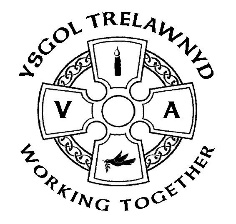 YSGOL TRELAWNYD
V A
WORKING TOGETHER